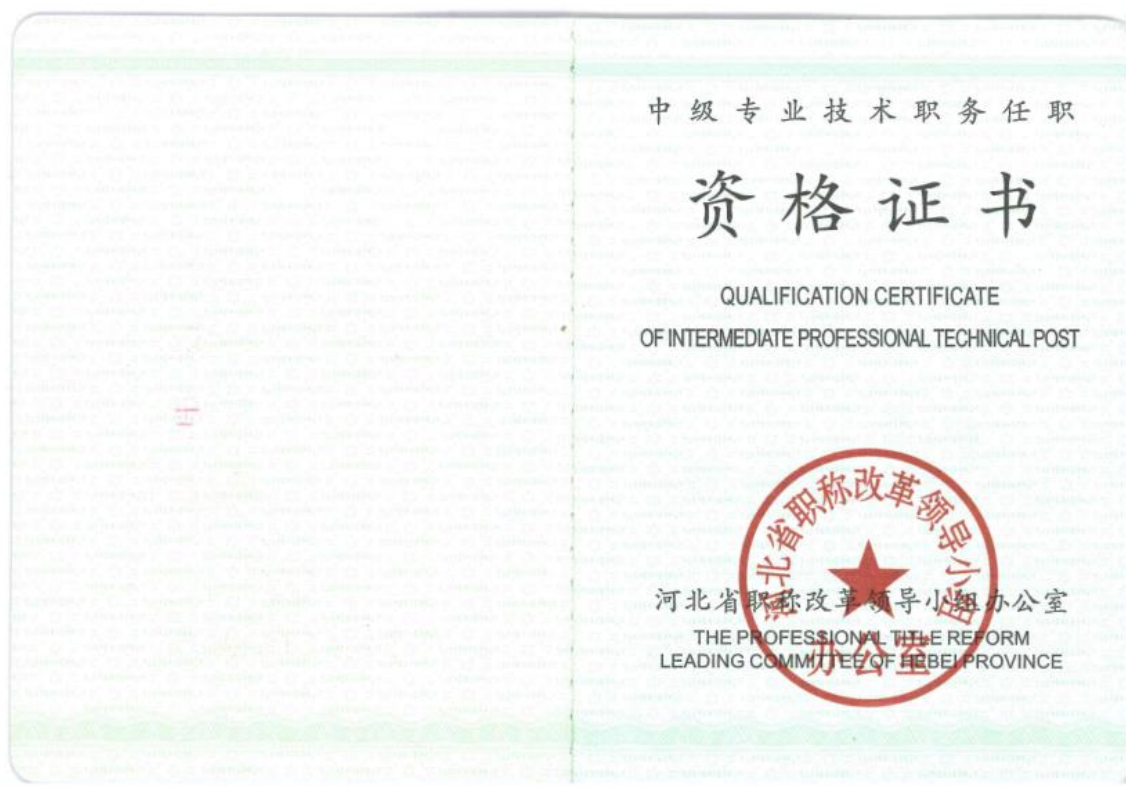 中级专业技术职务任职
资格证书
QUALIFICATION CERTIFICATE
OF INTERMEDIATE PROFESSIONAL TECHNICAL POST
河北省职称改革领导小组
办公室
河北省职称改革领导小组办公室
THE PROFESSIONAL TITLE REFORM
LEADING COMMITTEE OF HEBEI PROVINCE